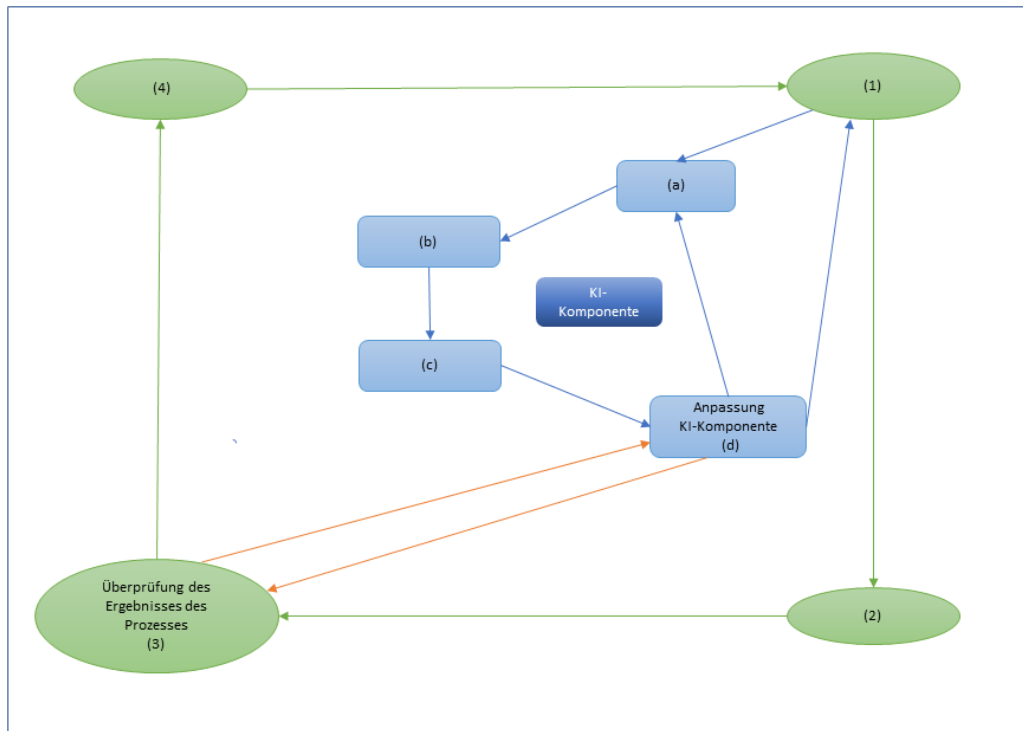 (4)
(1)
(a)
(b)
KI-
Komponente
(c)
Anpassung
KI-Komponente
(d)
Überprüfung des
Ergebnisses des
Prozesses
(3)
(2)